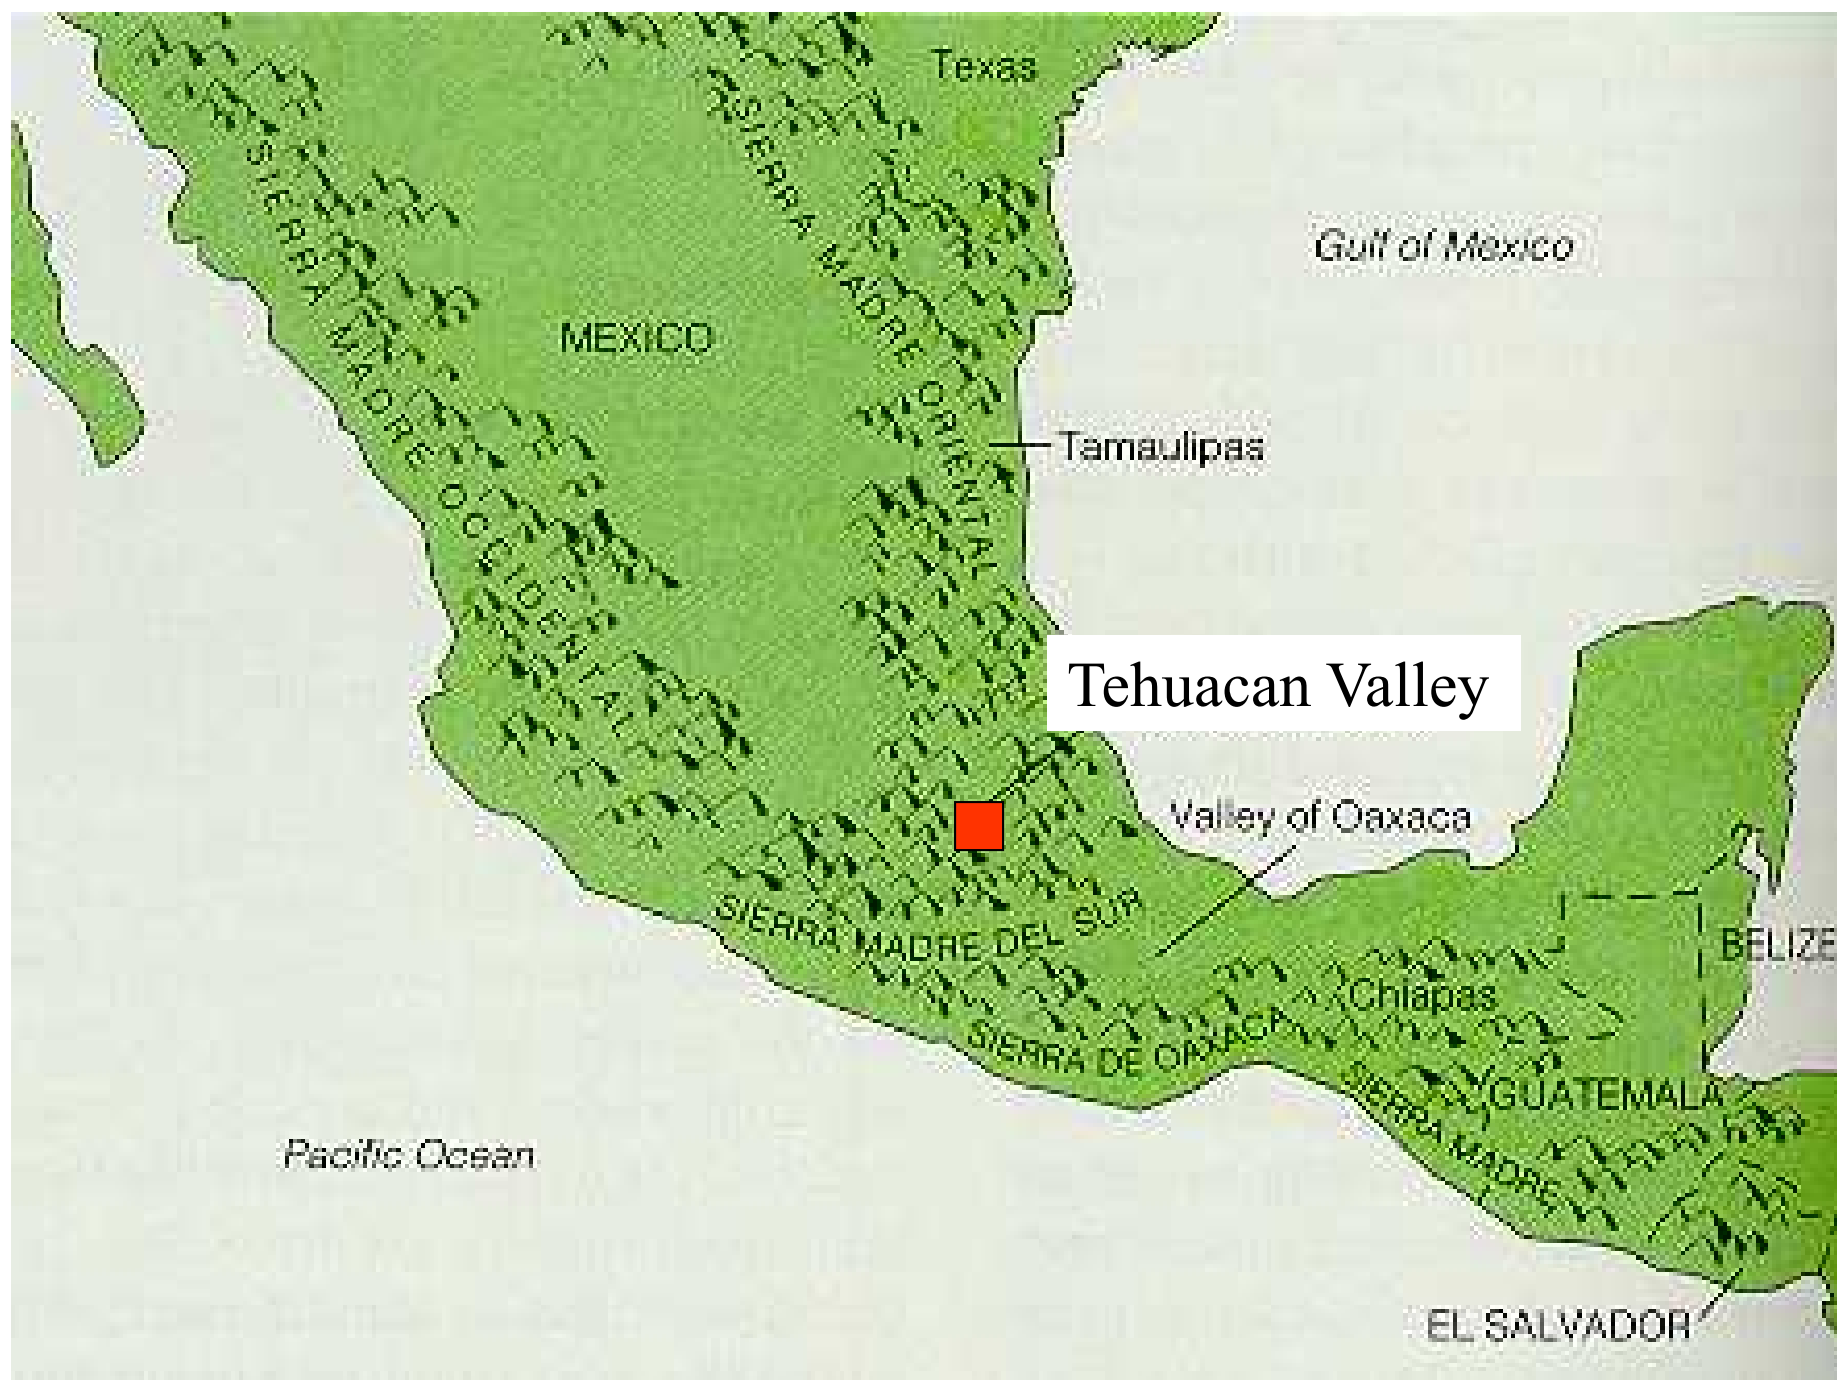 Texas
SIERRA MADRE ORIENTAL
SIERRA MADRE OCCIDENTAL
Gulf of Mexico
MEXICO
Tamaulipas
Tehuacan Valley
Valley of Oaxaca
SIERRA MADRE DEL SUR
BELIZE
Chiapas
SIERRA DE OAXACA
SIERRA MADRE
GUATEMALA
Pacific Ocean
EL SALVADOR